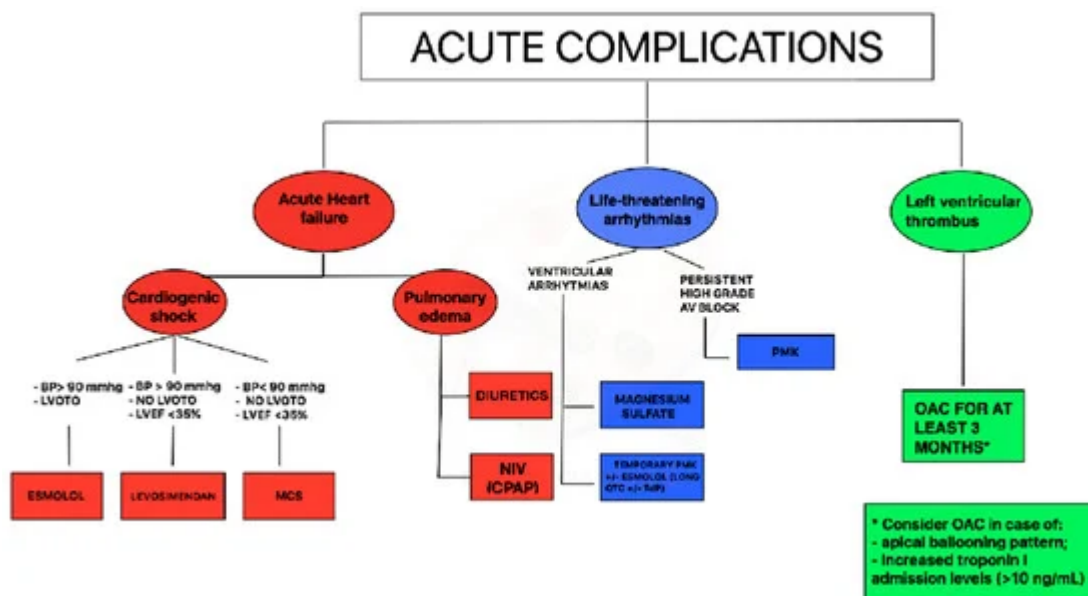 ACUTE COMPLICATIONS
Acute Heart
failure
Life-threatening
arrhythmias
Left ventricular
thrombus
VENTRICULAR
ARRHYTMIAS
PERSISTENT
HIGH GRADE
AV BLOCK
Cardiogenic
shock
Pulmonary
edema
PMK
- BP> 90 mmhg
- LVOTO
- BP > 90 mmhg
- NO LVOTO
- LVEF <35%
- BP< 90 mmhg
- NO LVOTO
- LVEF <35%
DIURETICS
MAGNESIUM
SULFATE
OAC FOR AT
LEAST 3
MONTHS*
ESMOLOL
LEVOSIMENDAN
MCS
NIV
(CPAP)
TEMPORARY PMK
+/- ESMOLOL (LONG
QTC +/- TdP)
* Consider OAC in case of:
- apical ballooning pattern;
- Increased troponin I
admission levels (>10 ng/mL)